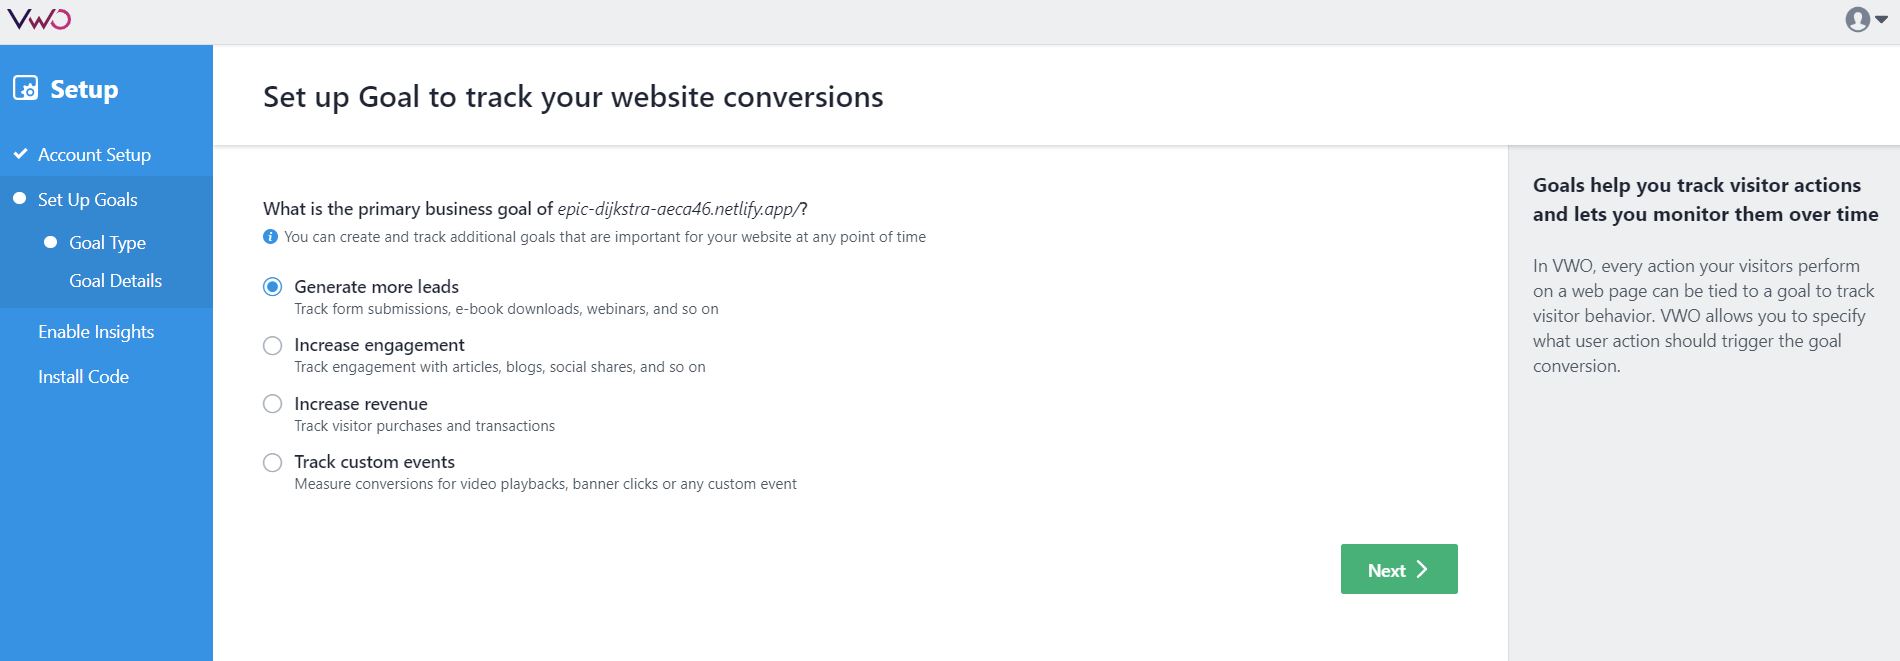 VWO
Setup
Account Setup
Set Up Goals
Goal Type
Goal Details
Enable Insights
Install Code
Set up Goal to track your website conversions
What is the primary business goal of epic-dijkstra-aeca46.netlify.app/?
You can create and track additional goals that are important for your website at any point of time
Generate more leads
Track form submissions, e-book downloads, webinars, and so on
Increase engagement
Track engagement with articles, blogs, social shares, and so on
Increase revenue
Track visitor purchases and transactions
Track custom events
Measure conversions for video playbacks, banner clicks or any custom event
Next
Goals help you track visitor actions
and lets you monitor them over time
In VWO, every action your visitors perform
on a web page can be tied to a goal to track
visitor behavior. VWO allows you to specify
what user action should trigger the goal
conversion.